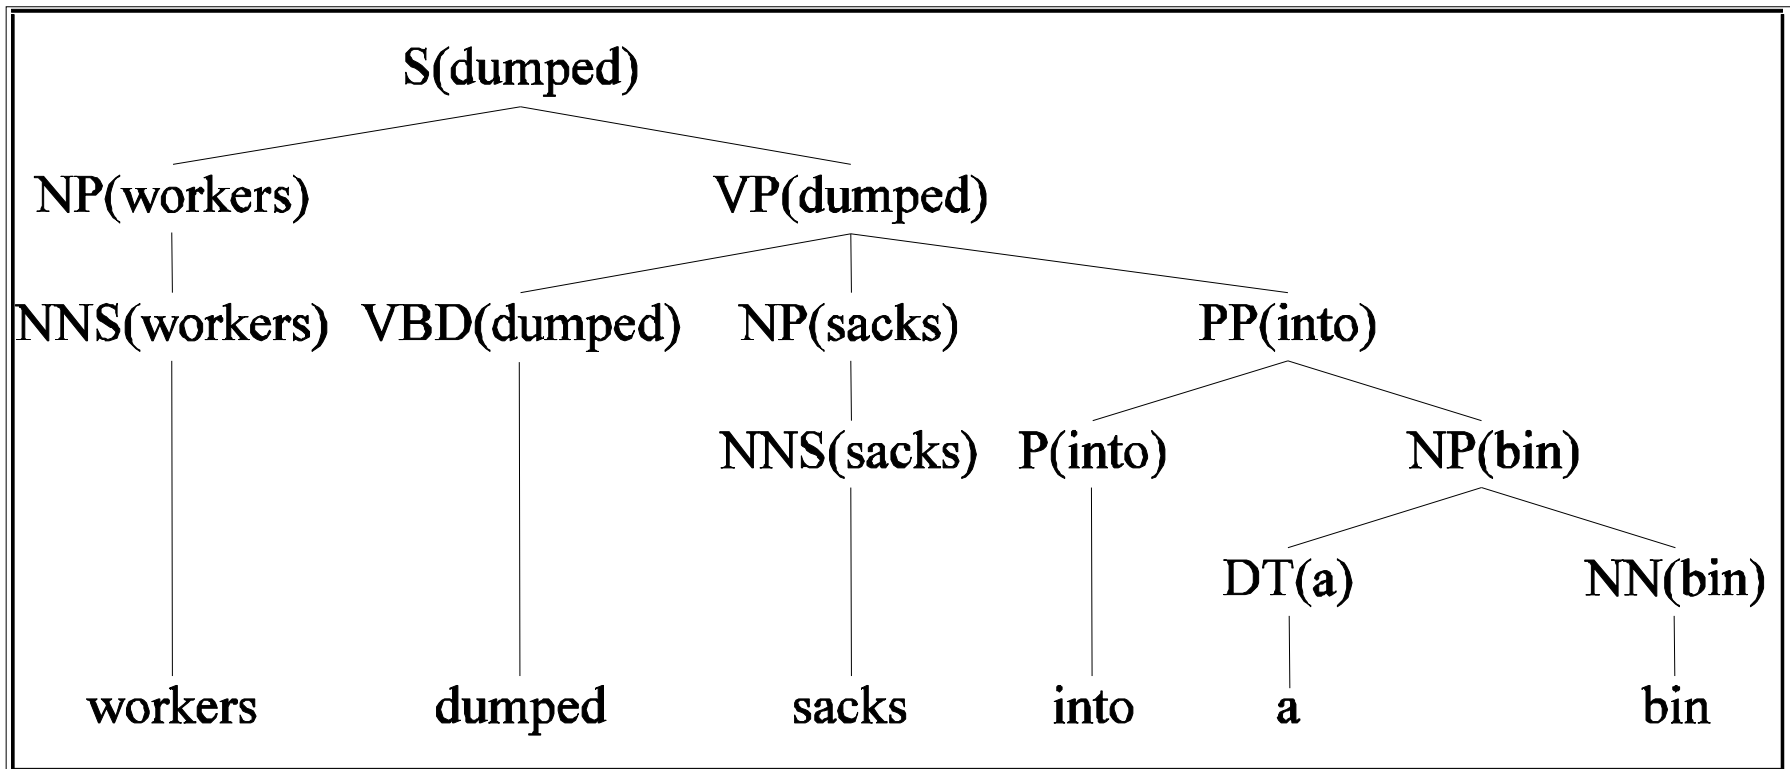 S(dumped)
NP(workers) VP(dumped)
NNS(workers) VBD(dumped) NP(sacks) PP(into)
NNS(sacks) P(into) NP(bin)
DT(a) NN(bin)
workers dumped sacks into a bin